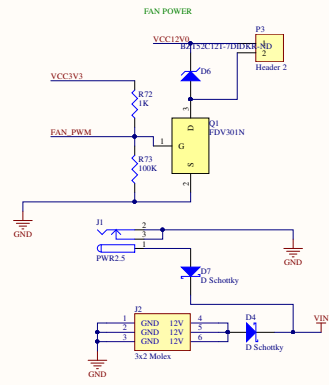 FAN POWER
P3
VCC12V0
BZT52C12T-7DIDKR-ND
1
2
Header 2
D6
VCC3V3
R72
1K
3
D
Q1
FDV301N
FAN_PWM
1
G
R73
100K
S
2
GND
J1
2
3
1
PWR2.5
GND
D7
D Schottky
J2
1 GND 12V 4
2 GND 12V 5
3 GND 12V 6
3x2 Molex
D4
D Schottky
VIN
GND